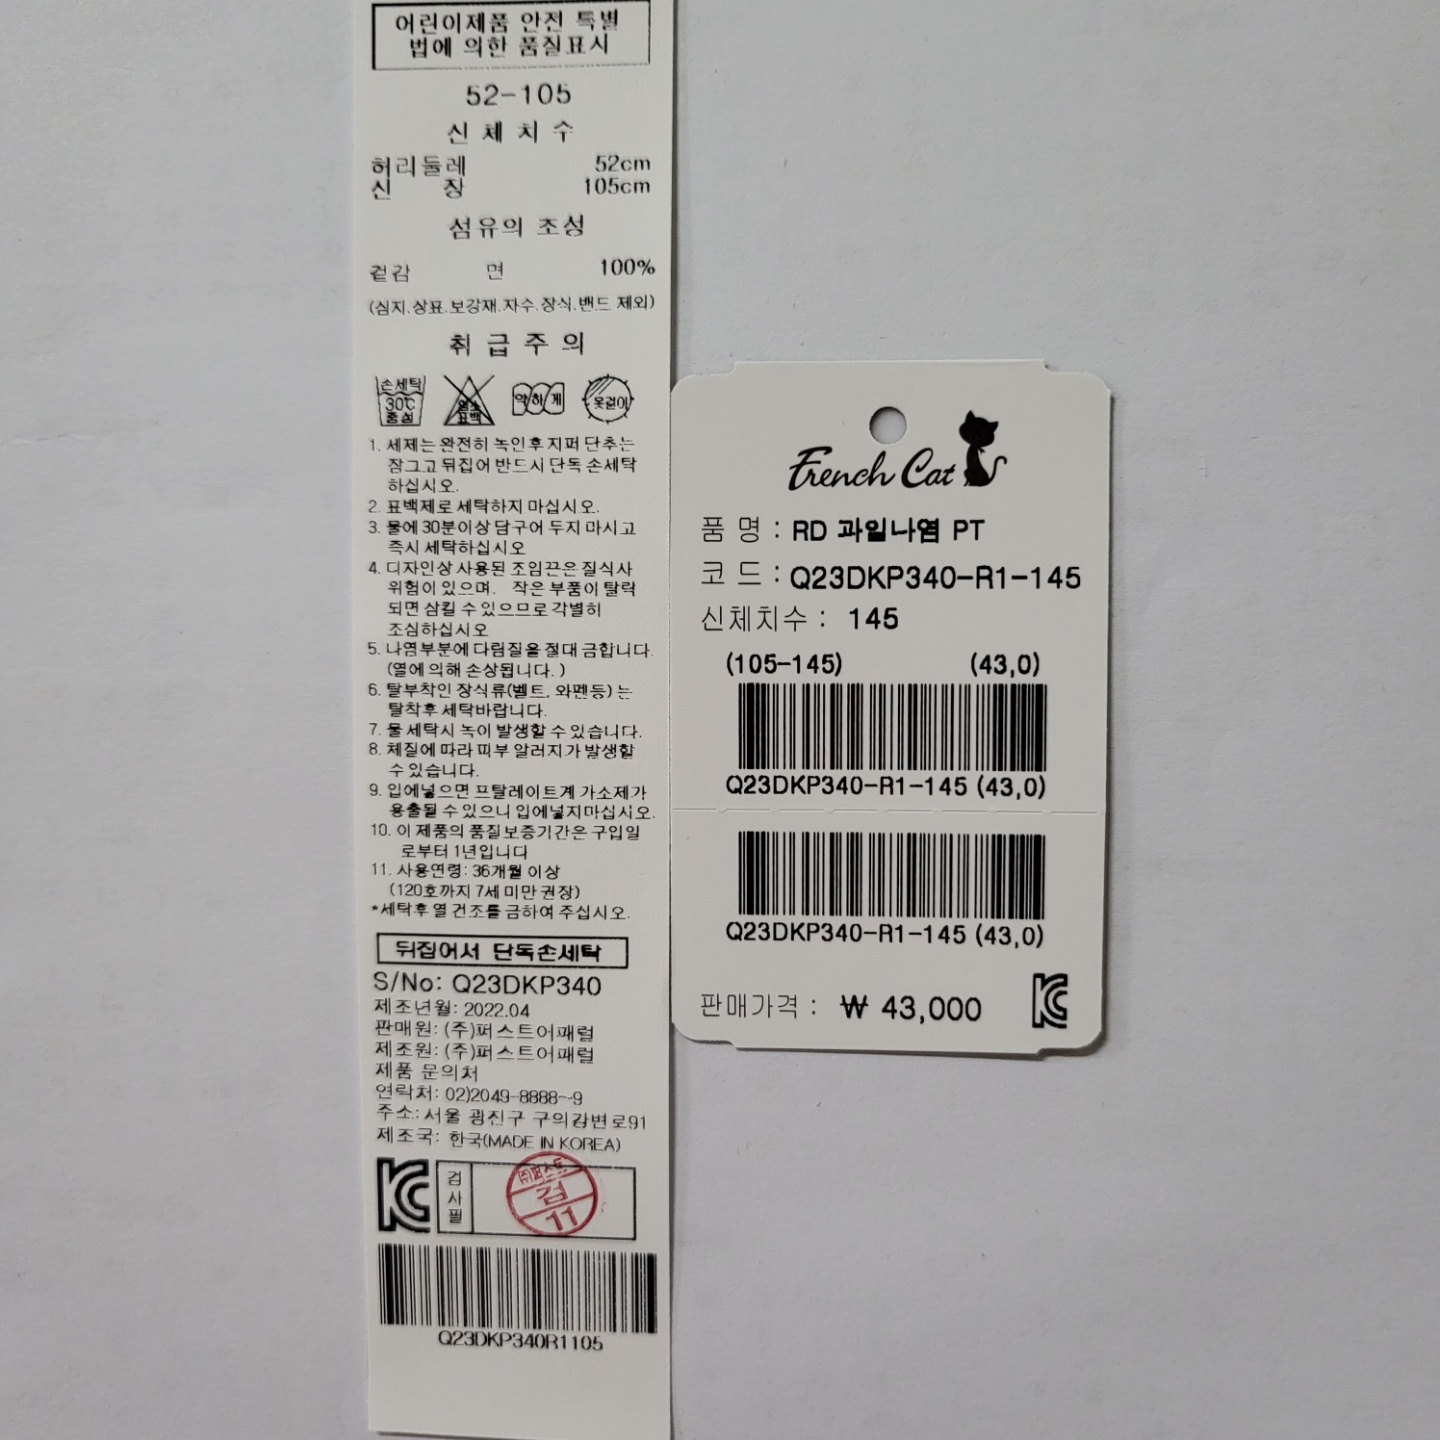 어린이제품 안전 특별
법에 의한 품질표시
52-105
신 체 치 수
허리둘레 52cm
신 장 105cm
섬유의 조성
겉감 면 100%
(심지.상표.보강재.자수.장식.밴드 제외)
취 급 주 의
손세탁
30℃
중성
염소
표백
약하게
옷걸이
1. 세제는 완전히 녹인후 지퍼 단추는
잠그고 뒤집어 반드시 단독 손세탁
하십시오.
2. 표백제로 세탁하지 마십시오.
3. 물에 30분이상 담구어 두지 마시고
즉시 세탁하십시오
4. 디자인상 사용된 조임끈은 질식사
위험이 있으며, 작은 부품이 탈락
되면 삼킬 수 있으므로 각별히
조심하십시오
5. 나염부분에 다림질을 절대 금합니다.
(열에 의해 손상됩니다.)
6. 탈부착인 장식류(벨트, 와펜등) 는
탈착후 세탁바랍니다.
7. 물 세탁시 녹이 발생할 수 있습니다.
8. 체질에 따라 피부 알러지가 발생할
수 있습니다.
9. 입에넣으면 프탈레이트계 가소제가
용출될 수 있으니 입에넣지마십시오.
10. 이 제품의 품질보증기간은 구입일
로부터 1년입니다
11. 사용연령: 36개월 이상
(120호까지 7세 미만 권장)
*세탁후 열 건조를 금하여 주십시오.
뒤집어서 단독손세탁
S/No: Q23DKP340
제조년월: 2022.04
판매원: (주)퍼스트어패럴
제조원: (주)퍼스트어패럴
제품 문의처
연락처: 02)2049-8888~9
주소: 서울 광진구 구의강변로91
제조국: 한국(MADE IN KOREA)
KC
검사필
(주)퍼스트
검
11
Q23DKP340R1105
French Cat
품 명 : RD 과일나염 PT
코 드 : Q23DKP340-R1-145
신체치수 : 145
(105-145) (43,0)
Q23DKP340-R1-145 (43,0)
Q23DKP340-R1-145 (43,0)
판매가격 : ₩ 43,000
KC